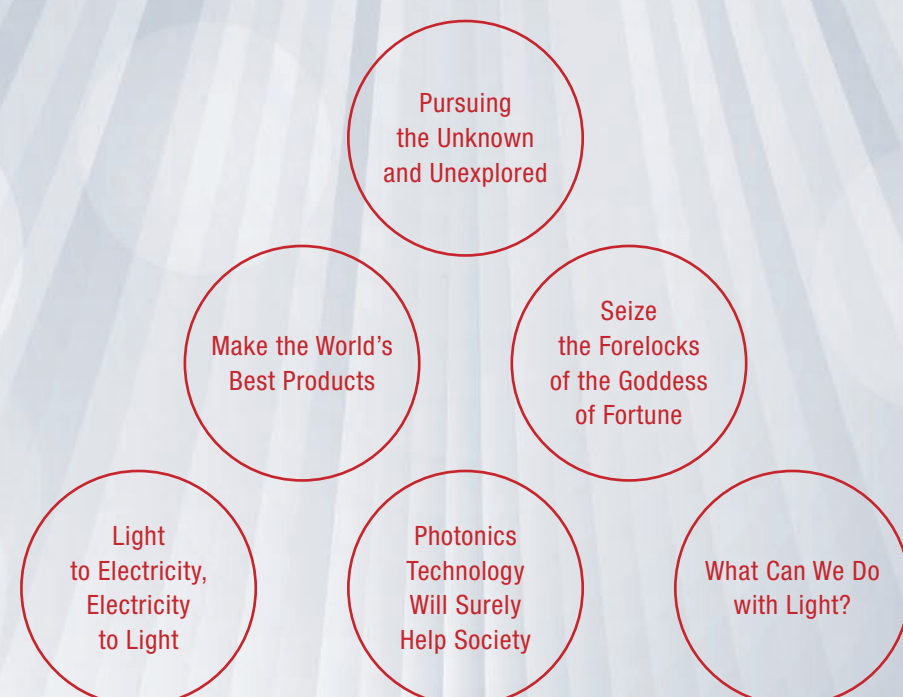 Pursuing
the Unknown
and Unexplored
Make the World’s
Best Products
Seize
the Forelocks
of the Goddess
of Fortune
Light
to Electricity,
Electricity
to Light
Photonics
Technology
Will Surely
Help Society
What Can We Do
with Light?